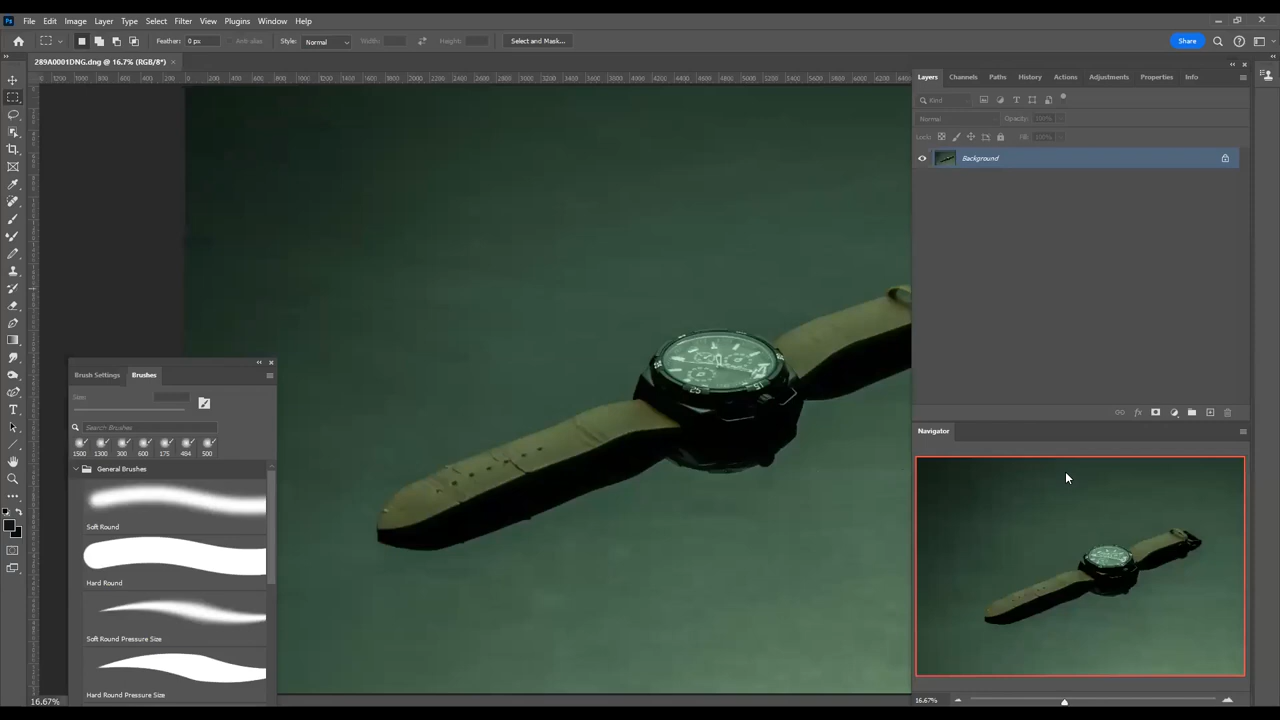 Ps File Edit Image Layer Type Select Filter View Plugins Window Help
Feather: 0 px Anti-alias Style: Normal Width: Height: Select and Mask... Share
289A0001DNG.dng @ 16.7% (RGB/8*)
Layers Channels Paths History Actions Adjustments Properties Info
Kind
Normal Opacity: 100%
Lock: Fill: 100%
Background
Brush Settings Brushes
Size:
Search Brushes
1500 1300 300 600 175 484 500
General Brushes
Soft Round
Hard Round
Soft Round Pressure Size
Hard Round Pressure Size
Navigator
16.67%
16.67%